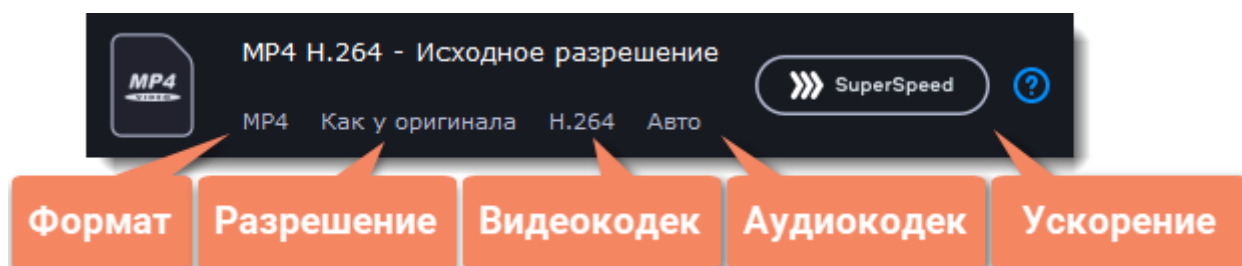 MP4 H.264 - Исходное разрешение
MP4
VIDEO
SuperSpeed
?
MP4 Как у оригинала H.264 Авто
Формат Разрешение Видеокодек Аудиокодек Ускорение